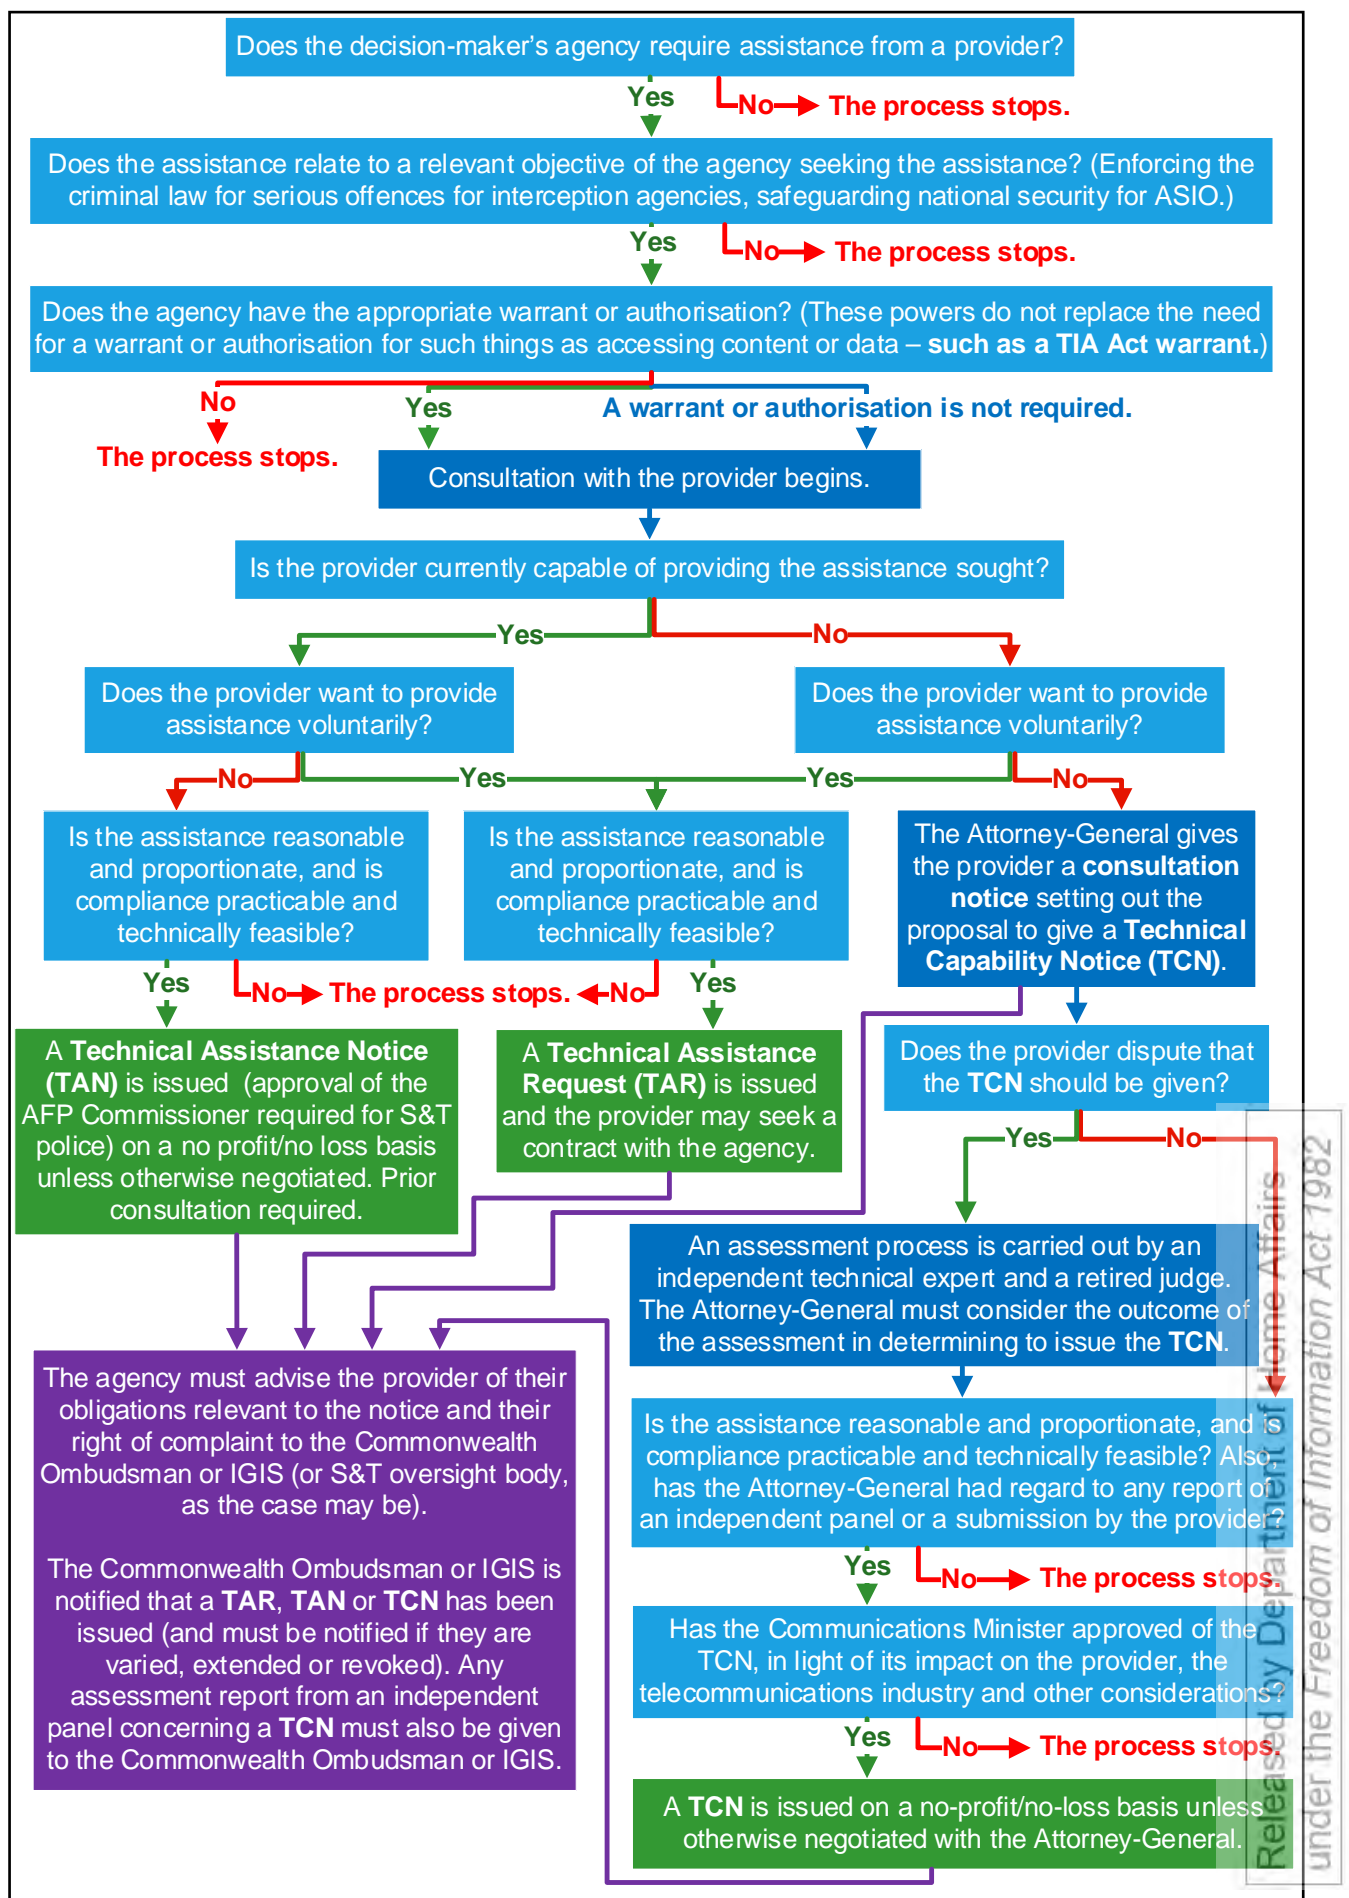 Does the decision-maker's agency require assistance from a provider?
Yes
No
The process stops.
Does the assistance relate to a relevant objective of the agency seeking the assistance? (Enforcing the
criminal law for serious offences for interception agencies, safeguarding national security for ASIO.)
Yes
No
The process stops.
Does the agency have the appropriate warrant or authorisation? (These powers do not replace the need
for a warrant or authorisation for such things as accessing content or data – such as a TIA Act warrant.)
No
Yes
A warrant or authorisation is not required.
The process stops.
Consultation with the provider begins.
Is the provider currently capable of providing the assistance sought?
Yes
No
Does the provider want to provide
assistance voluntarily?
Does the provider want to provide
assistance voluntarily?
No
Yes
Yes
No
Is the assistance reasonable
and proportionate, and is
compliance practicable and
technically feasible?
Is the assistance reasonable
and proportionate, and is
compliance practicable and
technically feasible?
The Attorney-General gives
the provider a consultation
notice setting out the
proposal to give a Technical
Capability Notice (TCN).
Yes
No
The process stops.
No
Yes
A Technical Assistance Notice
(TAN) is issued (approval of the
AFP Commissioner required for S&T
police) on a no profit/no loss basis
unless otherwise negotiated. Prior
consultation required.
A Technical Assistance
Request (TAR) is issued
and the provider may seek a
contract with the agency.
Does the provider dispute that
the TCN should be given?
Yes
No
An assessment process is carried out by an
independent technical expert and a retired judge.
The Attorney-General must consider the outcome of
the assessment in determining to issue the TCN.
The agency must advise the provider of their
obligations relevant to the notice and their
right of complaint to the Commonwealth
Ombudsman or IGIS (or S&T oversight body,
as the case may be).
The Commonwealth Ombudsman or IGIS is
notified that a TAR, TAN or TCN has been
issued (and must be notified if they are
varied, extended or revoked). Any
assessment report from an independent
panel concerning a TCN must also be given
to the Commonwealth Ombudsman or IGIS.
Is the assistance reasonable and proportionate, and is
compliance practicable and technically feasible? Also,
has the Attorney-General had regard to any report of
an independent panel or a submission by the provider?
Yes
No
The process stops.
Has the Communications Minister approved of the
TCN, in light of its impact on the provider, the
telecommunications industry and other considerations?
Yes
No
The process stops.
A TCN is issued on a no-profit/no-loss basis unless
otherwise negotiated with the Attorney-General.
Released by Department of Home Affairs
under the Freedom of Information Act 1982